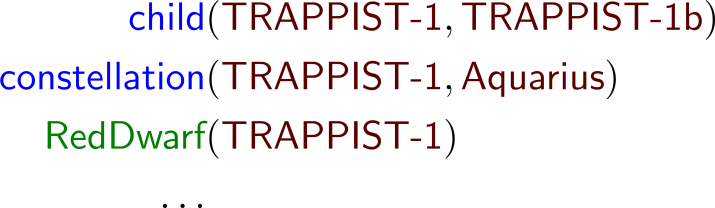 child(TRAPPIST-1, TRAPPIST-1b)
constellation(TRAPPIST-1, Aquarius)
RedDwarf(TRAPPIST-1)
...